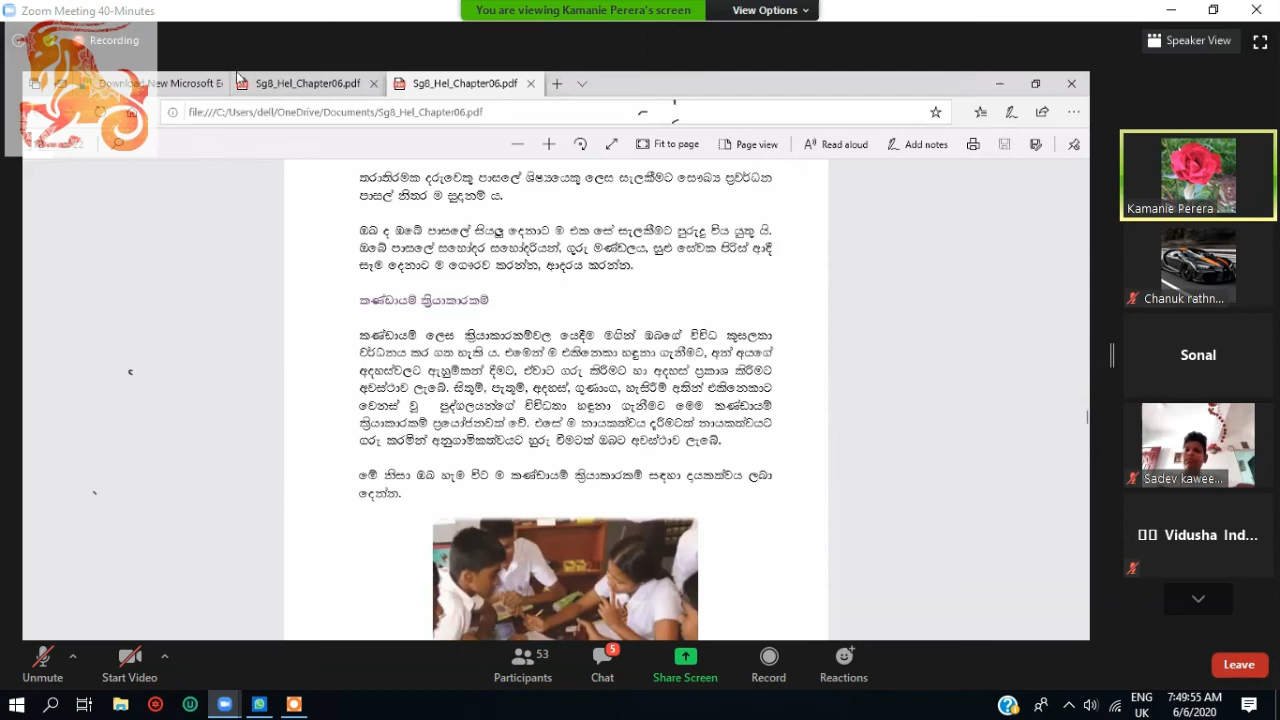 Zoom Meeting 40-Minutes
You are viewing Kamanie Perera's screen
View Options
Recording
Speaker View
Download New Microsoft E
Sg8_Hel_Chapter06.pdf
Sg8_Hel_Chapter06.pdf
file:///C:/Users/dell/OneDrive/Documents/Sg8_Hel_Chapter06.pdf
Fit to page
Page view
Read aloud
Add notes
තරාතිරමක දරුවෙකු පාසලේ ශිෂ්‍යයෙකු ලෙස සැලකීමට සෞඛ්‍ය ප්‍රවර්ධන
පාසල් නිතර ම සූදානම් ය.
ඔබ ද ඔබේ පාසලේ සියලු දෙනාට ම එක සේ සැලකීමට පුරුදු විය යුතු යි.
ඔබේ පාසලේ සහෝදර සහෝදරියන්, ගුරු මණ්ඩලය, සුළු සේවක පිරිස් ආදී
සෑම දෙනාට ම ගෞරව කරන්න, ආදරය කරන්න.
කණ්ඩායම් ක්‍රියාකාරකම්
කණ්ඩායම් ලෙස ක්‍රියාකාරකම්වල යෙදීම මගින් ඔබගේ විවිධ කුසලතා
වර්ධනය කර ගත හැකි ය. එමෙන් ම එකිනෙකා හඳුනා ගැනීමට, අන් අයගේ
අදහස්වලට ඇහුම්කන් දීමට, ඒවාට ගරු කිරීමට හා අදහස් ප්‍රකාශ කිරීමට
අවස්ථාව ලැබේ. සිතුම්, පැතුම්, අදහස්, ගුණාංග, හැසිරීම් අතින් එකිනෙකාට
වෙනස් වූ පුද්ගලයන්ගේ විවිධතා හඳුනා ගැනීමට මෙම කණ්ඩායම්
ක්‍රියාකාරකම් ප්‍රයෝජනවත් වේ. එසේ ම නායකත්වය දැරීමටත් නායකත්වයට
ගරු කරමින් අනුගාමිකත්වයට හුරු වීමටත් ඔබට අවස්ථාව ලැබේ.
මේ නිසා ඔබ හැම විට ම කණ්ඩායම් ක්‍රියාකාරකම් සඳහා දායකත්වය ලබා
දෙන්න.
Kamanie Perera
Chanuk rathn...
Sonal
Sadev kawee...
Vidusha Ind...
Unmute
Start Video
53
Participants
5
Chat
Share Screen
Record
Reactions
Leave
ENG
UK
7:49:55 AM
6/6/2020